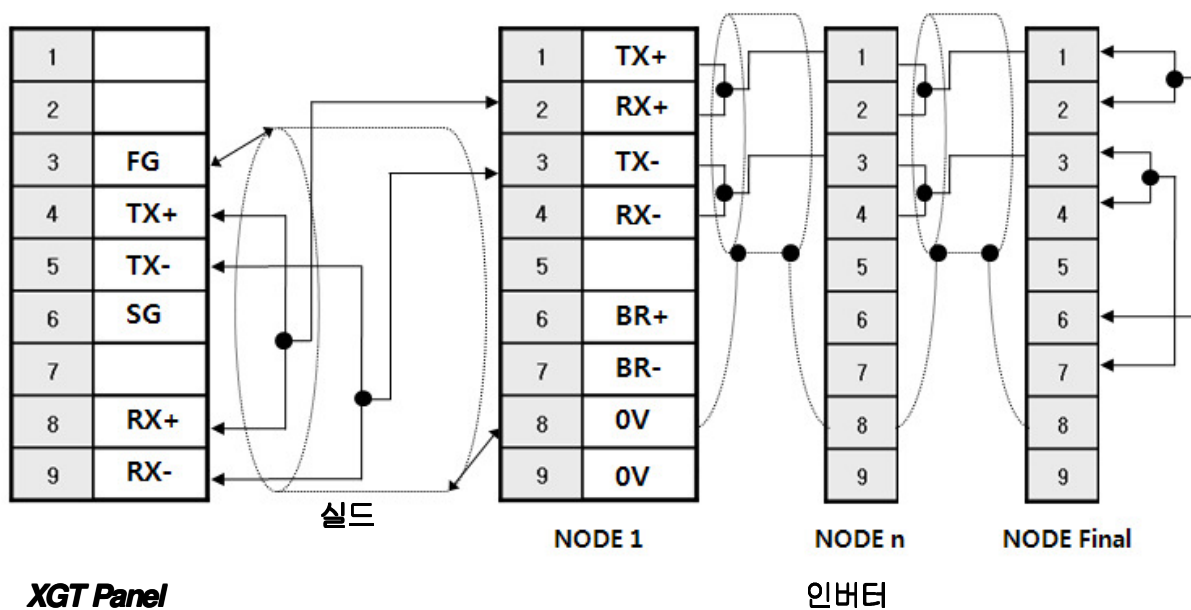 1
2
3 FG
4 TX+
5 TX-
6 SG
7
8 RX+
9 RX-
실드
XGT Panel
1 TX+
2 RX+
3 TX-
4 RX-
5
6 BR+
7 BR-
8 0V
9 0V
NODE 1
1
2
3
4
5
6
7
8
9
NODE n
1
2
3
4
5
6
7
8
9
NODE Final
인버터